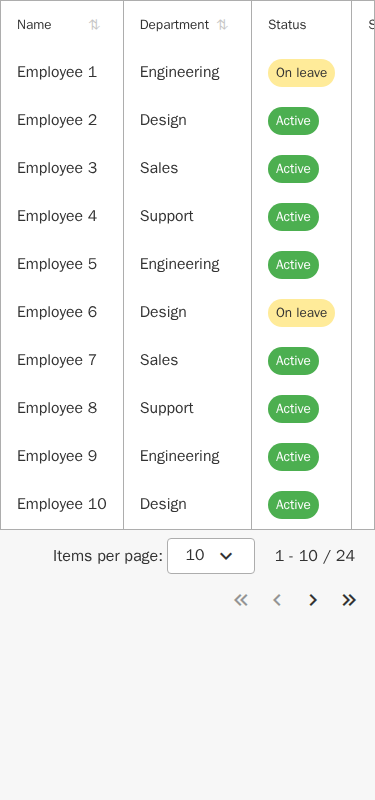 Name Department Status S
Employee 1 Engineering On leave
Employee 2 Design Active
Employee 3 Sales Active
Employee 4 Support Active
Employee 5 Engineering Active
Employee 6 Design On leave
Employee 7 Sales Active
Employee 8 Support Active
Employee 9 Engineering Active
Employee 10 Design Active
Items per page: 10 1 - 10 / 24